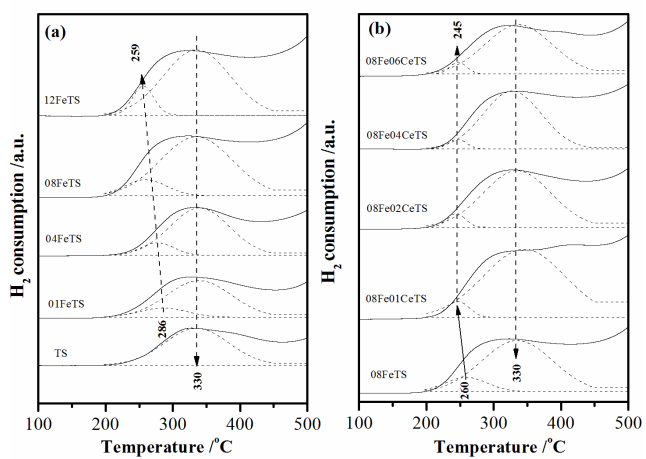 (a)
259
12FeTS
08FeTS
04FeTS
01FeTS
286
TS
330
H2 consumption /a.u.
100 200 300 400 500
Temperature /°C
(b)
245
08Fe06CeTS
08Fe04CeTS
08Fe02CeTS
08Fe01CeTS
08FeTS
260
330
H2 consumption /a.u.
100 200 300 400 500
Temperature /°C